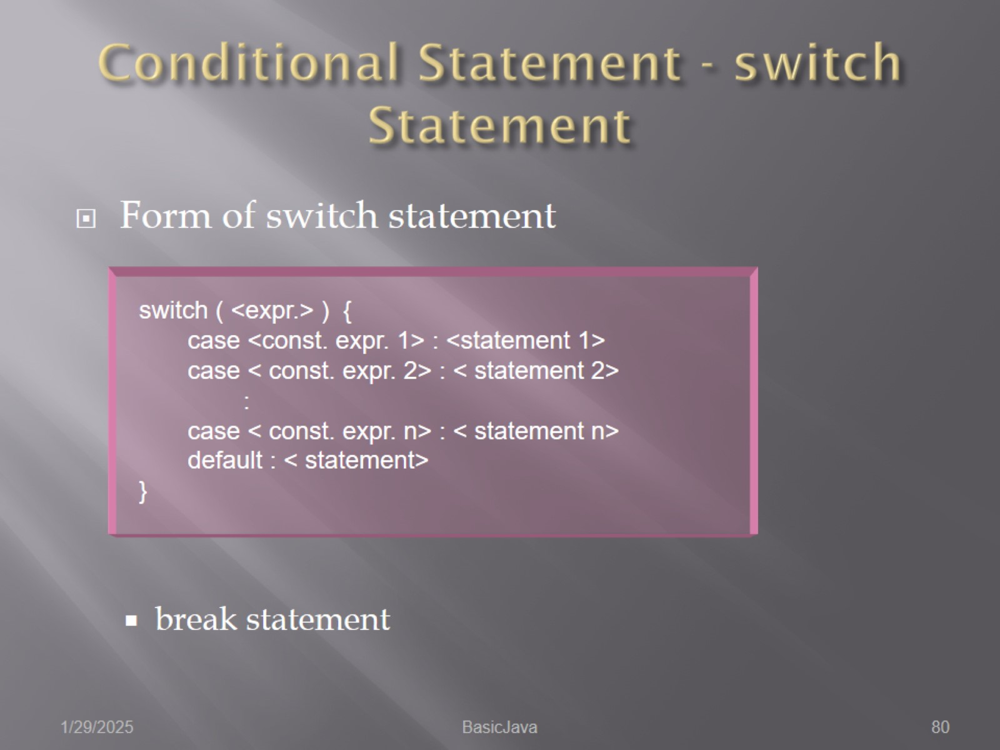 Conditional Statement - switch
Statement
Form of switch statement
switch ( <expr.> ) {
case <const. expr. 1> : <statement 1>
case < const. expr. 2> : < statement 2>
:
case < const. expr. n> : < statement n>
default : < statement>
}
break statement
1/29/2025 BasicJava 80